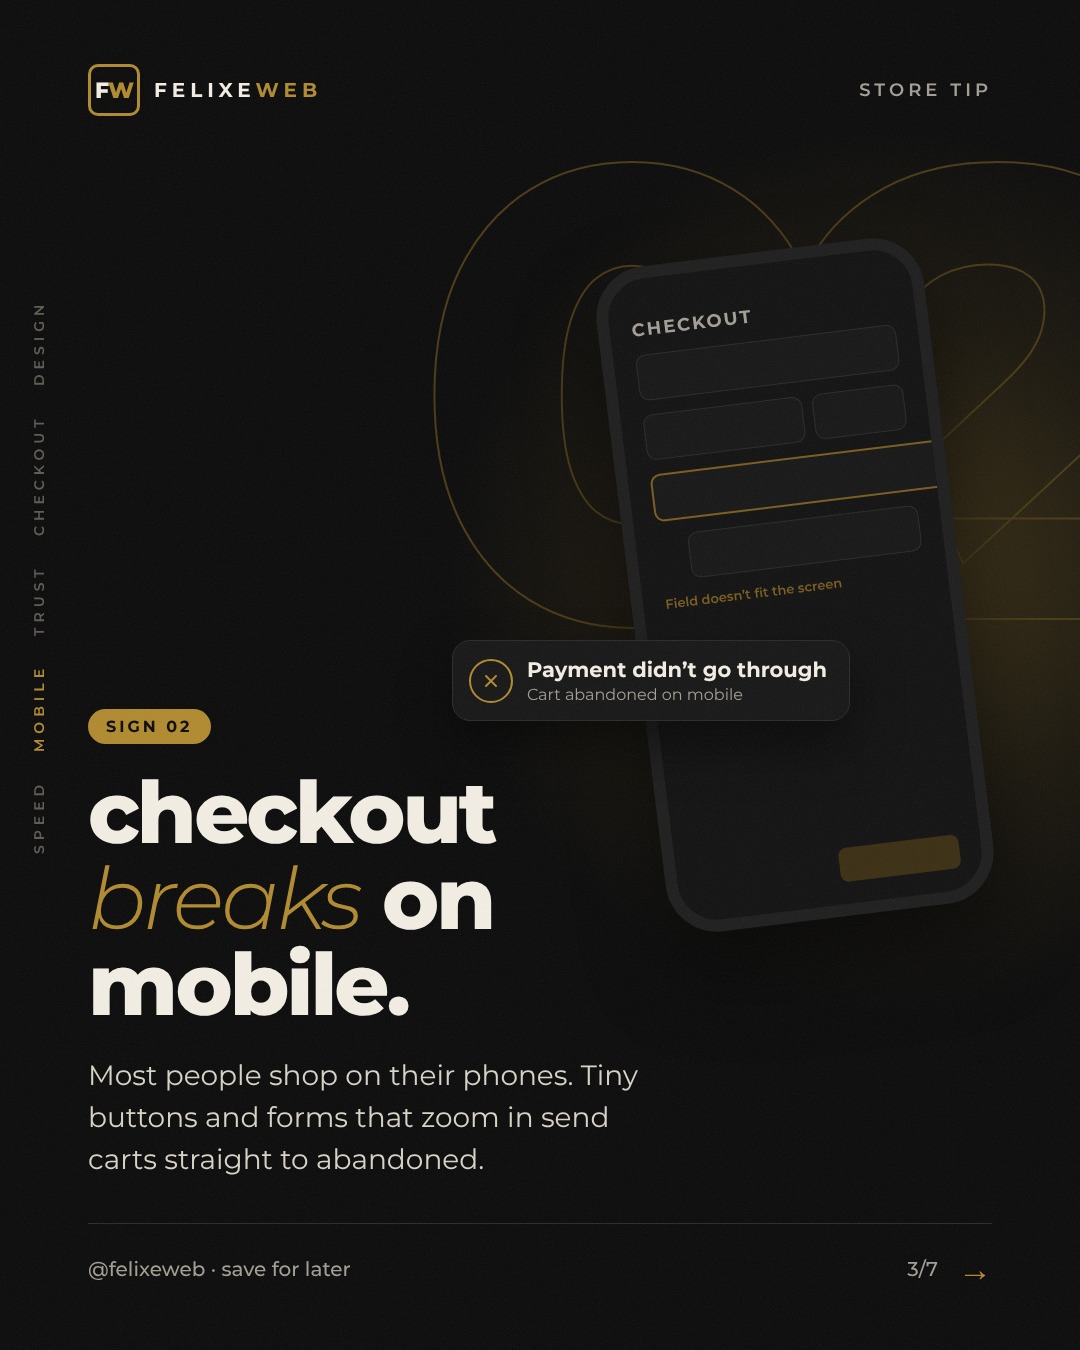 FW FELIXEWEB
STORE TIP
02
CHECKOUT
Field doesn't fit the screen
Payment didn’t go through
Cart abandoned on mobile
SPEED MOBILE TRUST CHECKOUT DESIGN
SIGN 02
checkout
breaks on
mobile.
Most people shop on their phones. Tiny
buttons and forms that zoom in send
carts straight to abandoned.
@felixeweb · save for later
3/7 →